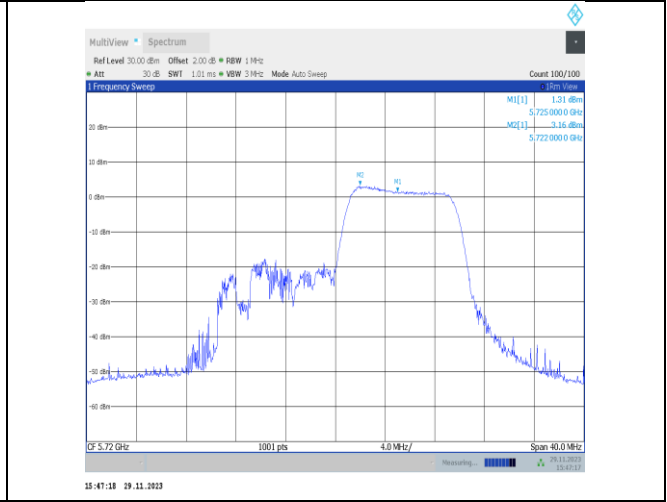 MultiView Spectrum
Ref Level 30.00 dBm Offset 2.00 dB RBW 1 MHz
Att 30 dB SWT 1.01 ms VBW 3 MHz Mode Auto Sweep Count 100/100
1 Frequency Sweep 1Rm View
M1[1] 1.31 dBm
5.725 000 0 GHz
M2[1] 3.16 dBm
5.722 000 0 GHz
20 dBm
10 dBm
M2 M1
0 dBm
-10 dBm
-20 dBm
-30 dBm
-40 dBm
-50 dBm
-60 dBm
CF 5.72 GHz 1001 pts 4.0 MHz/ Span 40.0 MHz
Measuring... 29.11.2023
15:47:17
15:47:18 29.11.2023